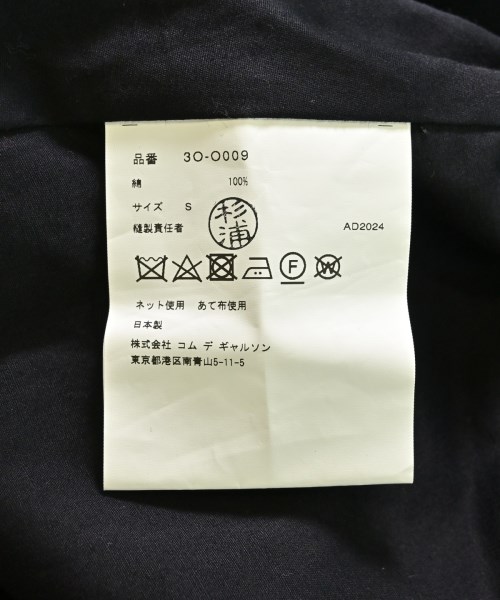 品番 3O-O009
綿 100%
サイズ S
杉浦
縫製責任者
AD2024
F W
ネット使用 あて布使用
日本製
株式会社 コム デ ギャルソン
東京都港区南青山5-11-5